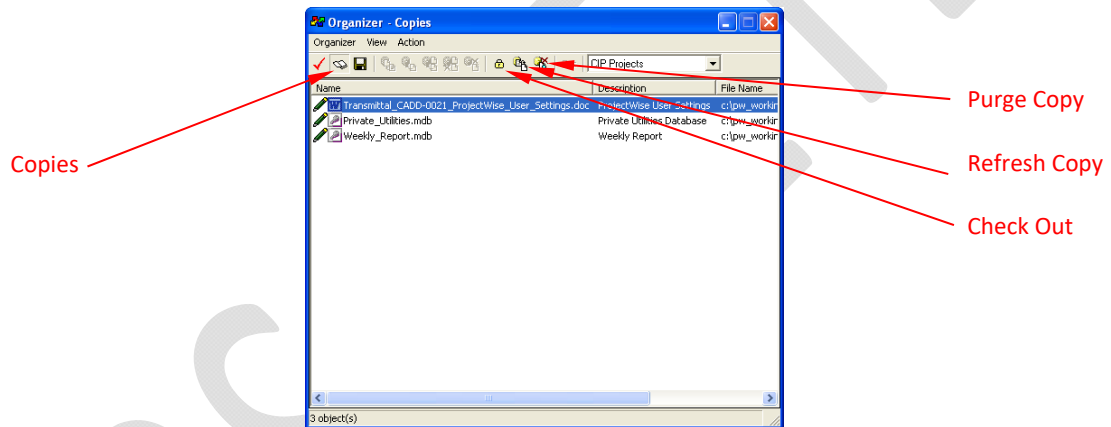 Organizer - Copies
Organizer View Action
CIP Projects
Name Description File Name
Transmittal_CADD-0021_ProjectWise_User_Settings.doc ProjectWise User Settings c:\pw_workir
Private_Utilities.mdb Private Utilities Database c:\pw_workir
Weekly_Report.mdb Weekly Report c:\pw_workir
3 object(s)
Copies
Purge Copy
Refresh Copy
Check Out